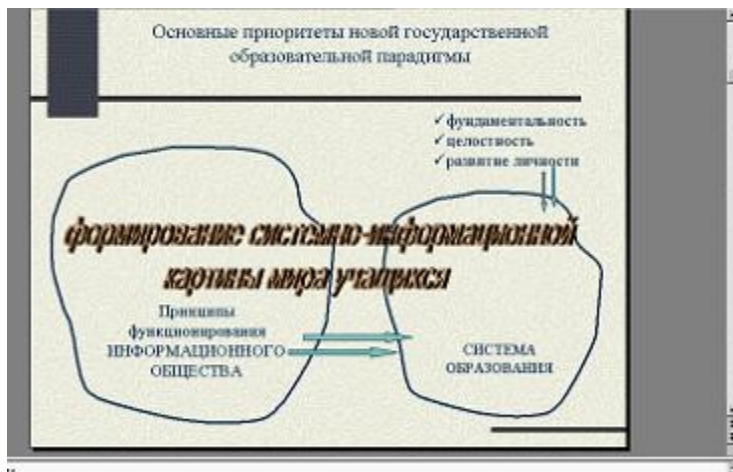 Основные приоритеты новой государственной
образовательной парадигмы
фундаментальность
целостность
развитие личности
формирование системно-информационной
картины мира учащихся
Принципы
функционирования
ИНФОРМАЦИОННОГО
ОБЩЕСТВА
СИСТЕМА
ОБРАЗОВАНИЯ